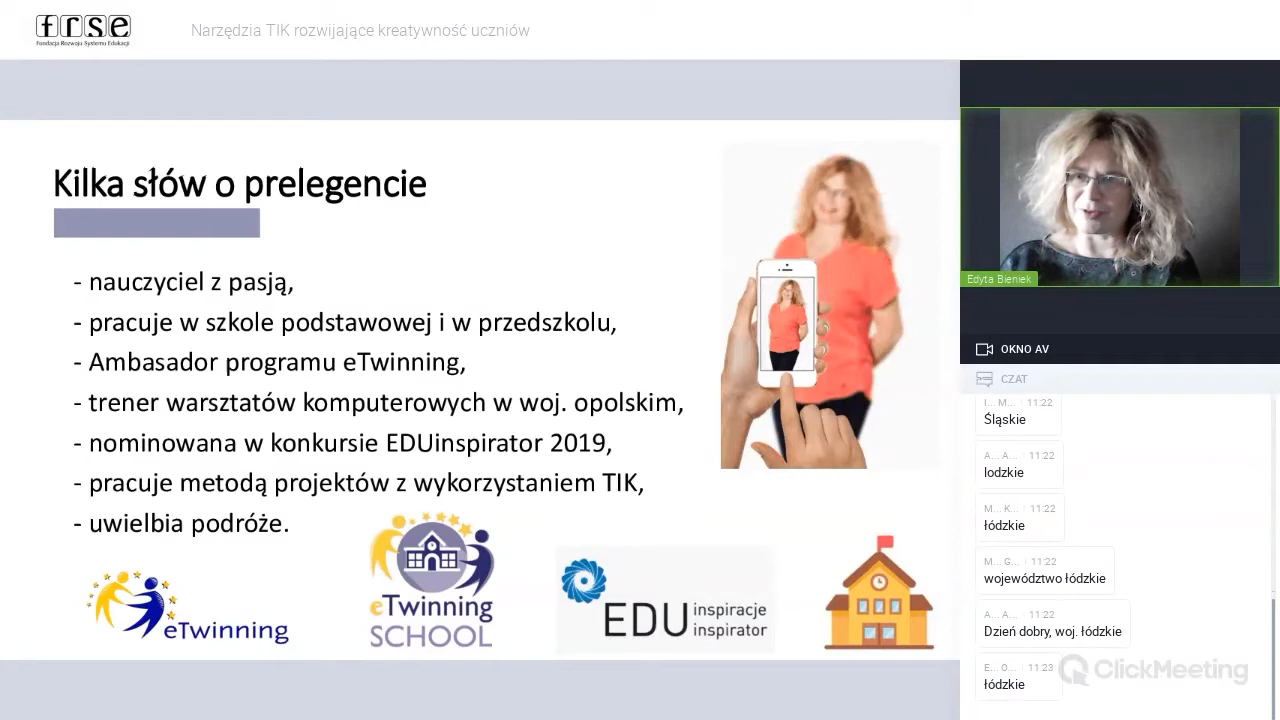 frse
Fundacja Rozwoju Systemu Edukacji
Narzędzia TIK rozwijające kreatywność uczniów
Kilka słów o prelegencie
- nauczyciel z pasją,
- pracuje w szkole podstawowej i w przedszkolu,
- Ambasador programu eTwinning,
- trener warsztatów komputerowych w woj. opolskim,
- nominowana w konkursie EDUinspirator 2019,
- pracuje metodą projektów z wykorzystaniem TIK,
- uwielbia podróże.
eTwinning
eTwinning
SCHOOL
EDU inspiracje
inspirator
Edyta Bieniek
OKNO AV
CZAT
I... M... 11:22
Śląskie
A... A... 11:22
lodzkie
M... K... 11:22
łódzkie
M... G... 11:22
województwo łódzkie
A... A... 11:22
Dzień dobry, woj. łódzkie
E... O... 11:23
łódzkie
ClickMeeting